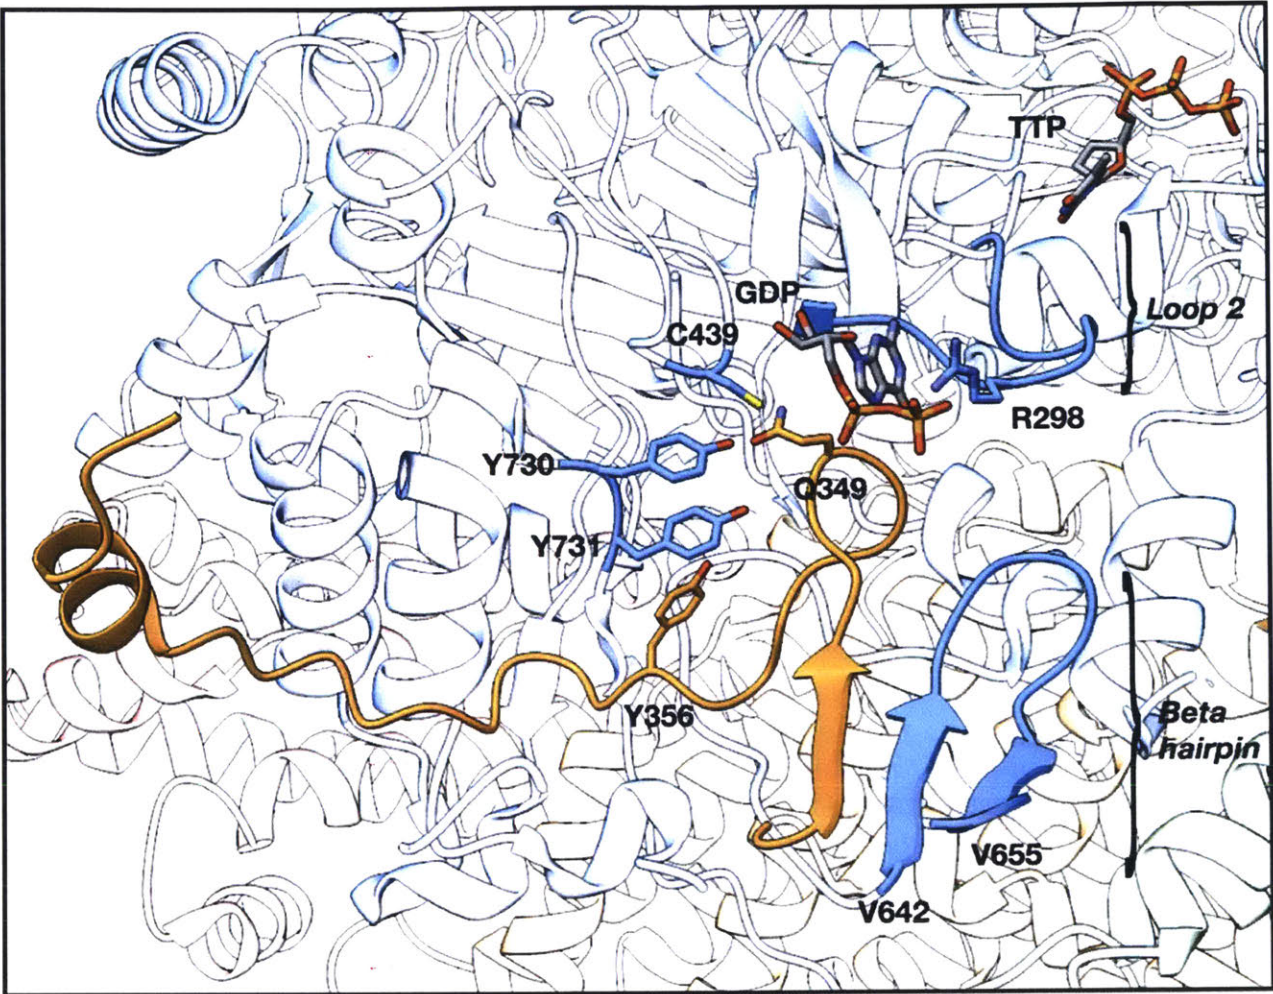 TTP
GDP
Loop 2
C439
R298
Y730
Q349
Y731
Y356
Beta
hairpin
V655
V642